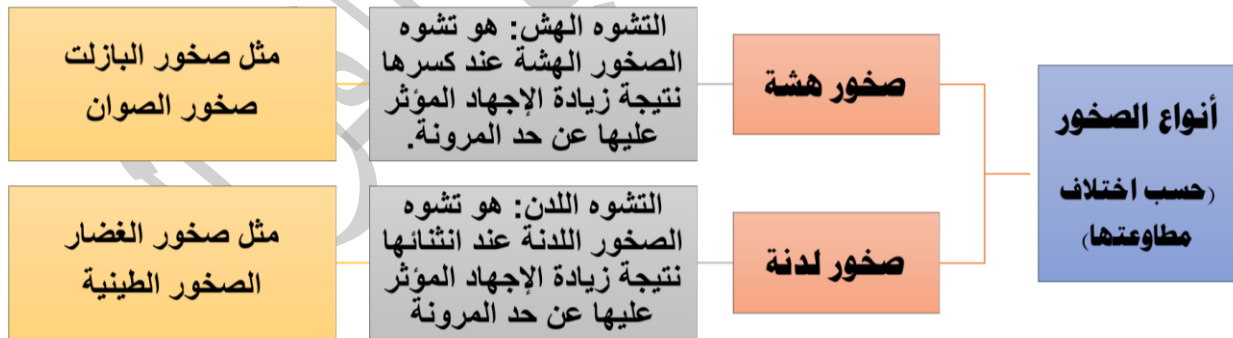 أنواع الصخور
(حسب اختلاف
مطاوعتها)
صخور هشة
التشوه الهش: هو تشوه
الصخور الهشة عند كسرها
نتيجة زيادة الإجهاد المؤثر
عليها عن حد المرونة.
مثل صخور البازلت
صخور الصوان
صخور لدنة
التشوه اللدن: هو تشوه
الصخور اللدنة عند انثنائها
نتيجة زيادة الإجهاد المؤثر
عليها عن حد المرونة
مثل صخور الغضار
الصخور الطينية